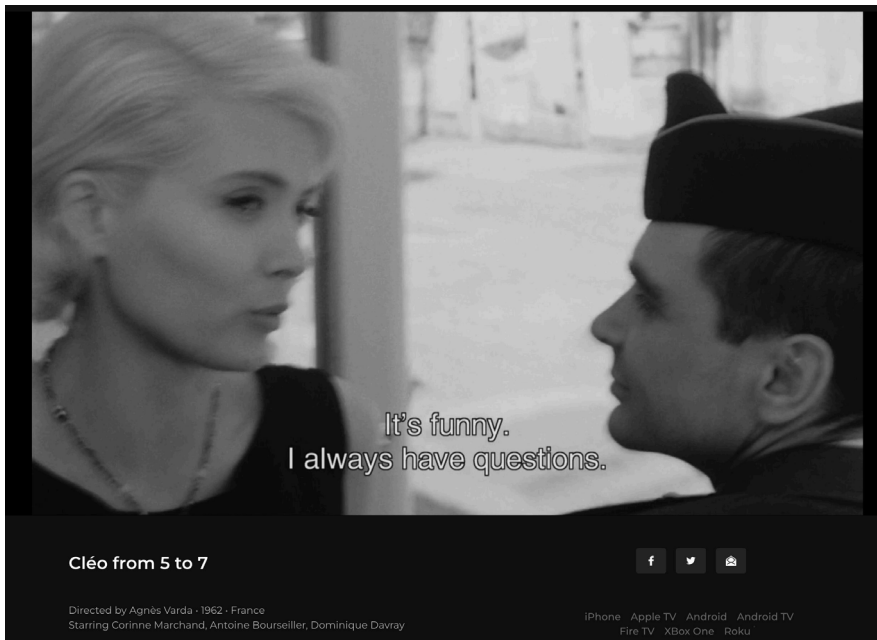 It's funny.
I always have questions.
Cléo from 5 to 7
Directed by Agnès Varda • 1962 • France
Starring Corinne Marchand, Antoine Bourseiller, Dominique Davray
iPhone Apple TV Android Android TV
Fire TV XBox One Roku